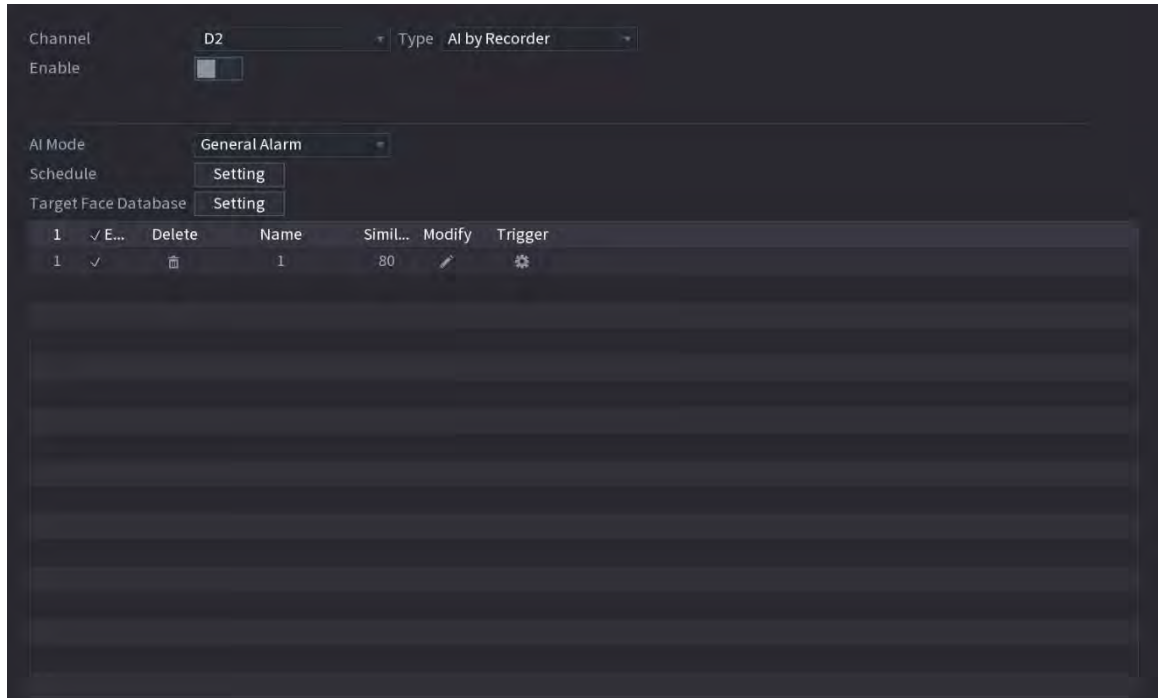 Channel D2 Type AI by Recorder
Enable
AI Mode General Alarm
Schedule Setting
Target Face Database Setting
1 ✓ E... Delete Name Simil... Modify Trigger
1 ✓ 1 80